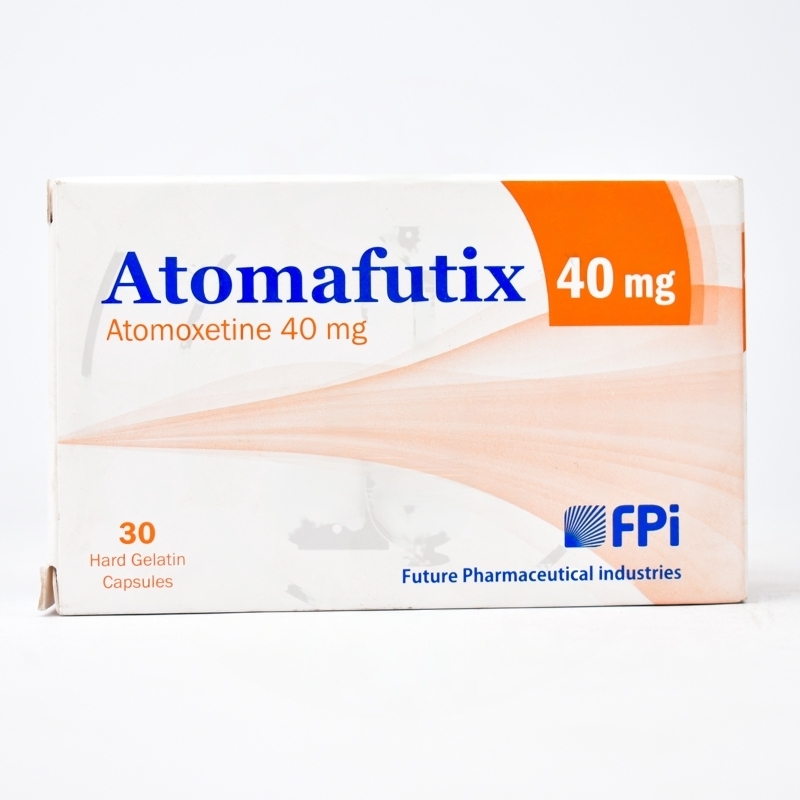 Atomafutix
40 mg
Atomoxetine 40 mg
30
Hard Gelatin
Capsules
FPi
Future Pharmaceutical industries